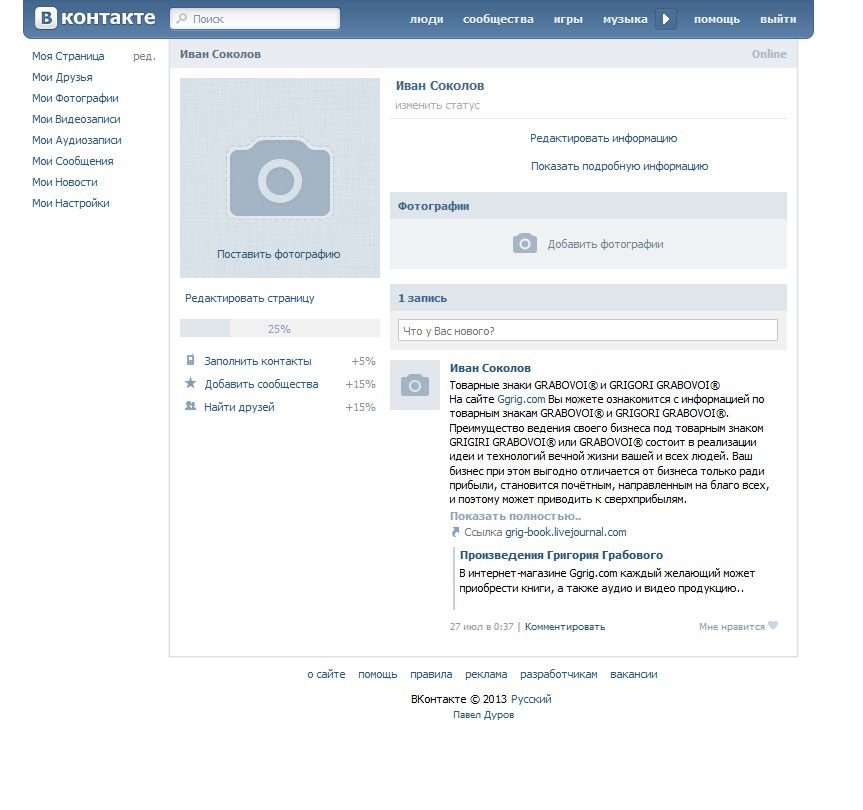 В контакте
Поиск
люди сообщества игры музыка помощь выйти
Моя Страница ред.
Мои Друзья
Мои Фотографии
Мои Видеозаписи
Мои Аудиозаписи
Мои Сообщения
Мои Новости
Мои Настройки
Иван Соколов Online
Поставить фотографию
Редактировать страницу
25%
Заполнить контакты +5%
Добавить сообщества +15%
Найти друзей +15%
Иван Соколов
изменить статус
Редактировать информацию
Показать подробную информацию
Фотографии
Добавить фотографии
1 запись
Что у Вас нового?
Иван Соколов
Товарные знаки GRABOVOI® и GRIGORI GRABOVOI®
На сайте Ggrig.com Вы можете ознакомится с информацией по
товарным знакам GRABOVOI® и GRIGORI GRABOVOI®.
Преимущество ведения своего бизнеса под товарным знаком
GRIGIRI GRABOVOI® или GRABOVOI® состоит в реализации
идеи и технологий вечной жизни вашей и всех людей. Ваш
бизнес при этом выгодно отличается от бизнеса только ради
прибыли, становится почётным, направленным на благо всех,
и поэтому может приводить к сверхприбылям.
Показать полностью..
Ссылка grig-book.livejournal.com
Произведения Григория Грабового
В интернет-магазине Ggrig.com каждый желающий может
приобрести книги, а также аудио и видео продукцию..
27 июл в 0:37 | Комментировать Мне нравится
о сайте помощь правила реклама разработчикам вакансии
ВКонтакте © 2013 Русский
Павел Дуров